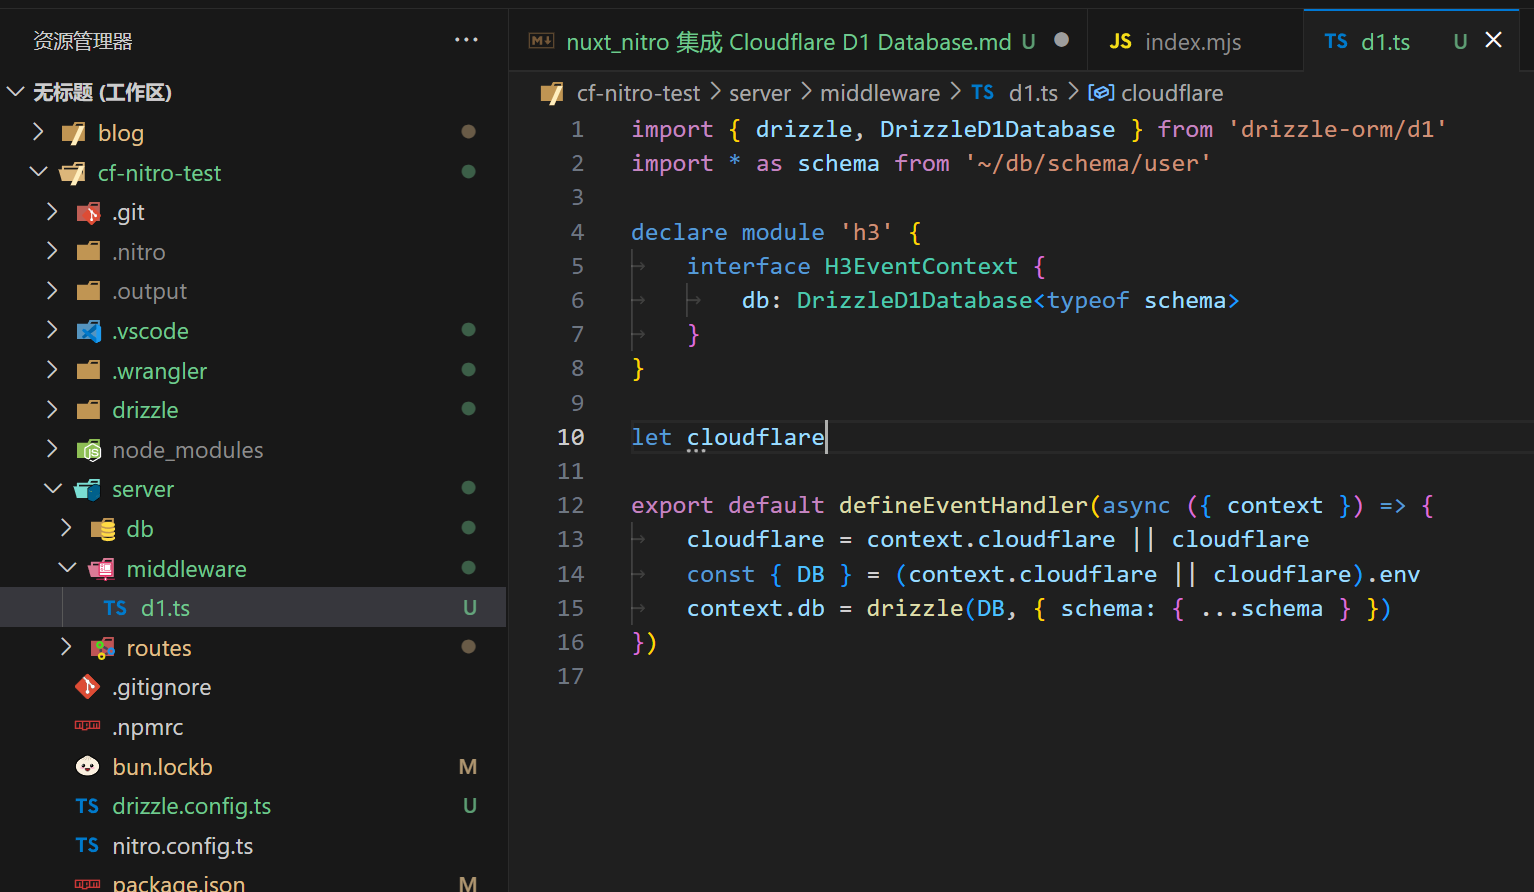 资源管理器
···
无标题 (工作区)
blog
cf-nitro-test
.git
.nitro
.output
.vscode
.wrangler
drizzle
node_modules
server
db
middleware
TS d1.ts U
routes
.gitignore
.npmrc
bun.lockb M
TS drizzle.config.ts U
TS nitro.config.ts
package.json M
nuxt_nitro 集成 Cloudflare D1 Database.md U
JS index.mjs
TS d1.ts U
cf-nitro-test > server > middleware > TS d1.ts > cloudflare
1 import { drizzle, DrizzleD1Database } from 'drizzle-orm/d1'
2 import * as schema from '~/db/schema/user'
3
4 declare module 'h3' {
5 interface H3EventContext {
6 db: DrizzleD1Database<typeof schema>
7 }
8 }
9
10 let cloudflare
11
12 export default defineEventHandler(async ({ context }) => {
13 cloudflare = context.cloudflare || cloudflare
14 const { DB } = (context.cloudflare || cloudflare).env
15 context.db = drizzle(DB, { schema: { ...schema } })
16 })
17